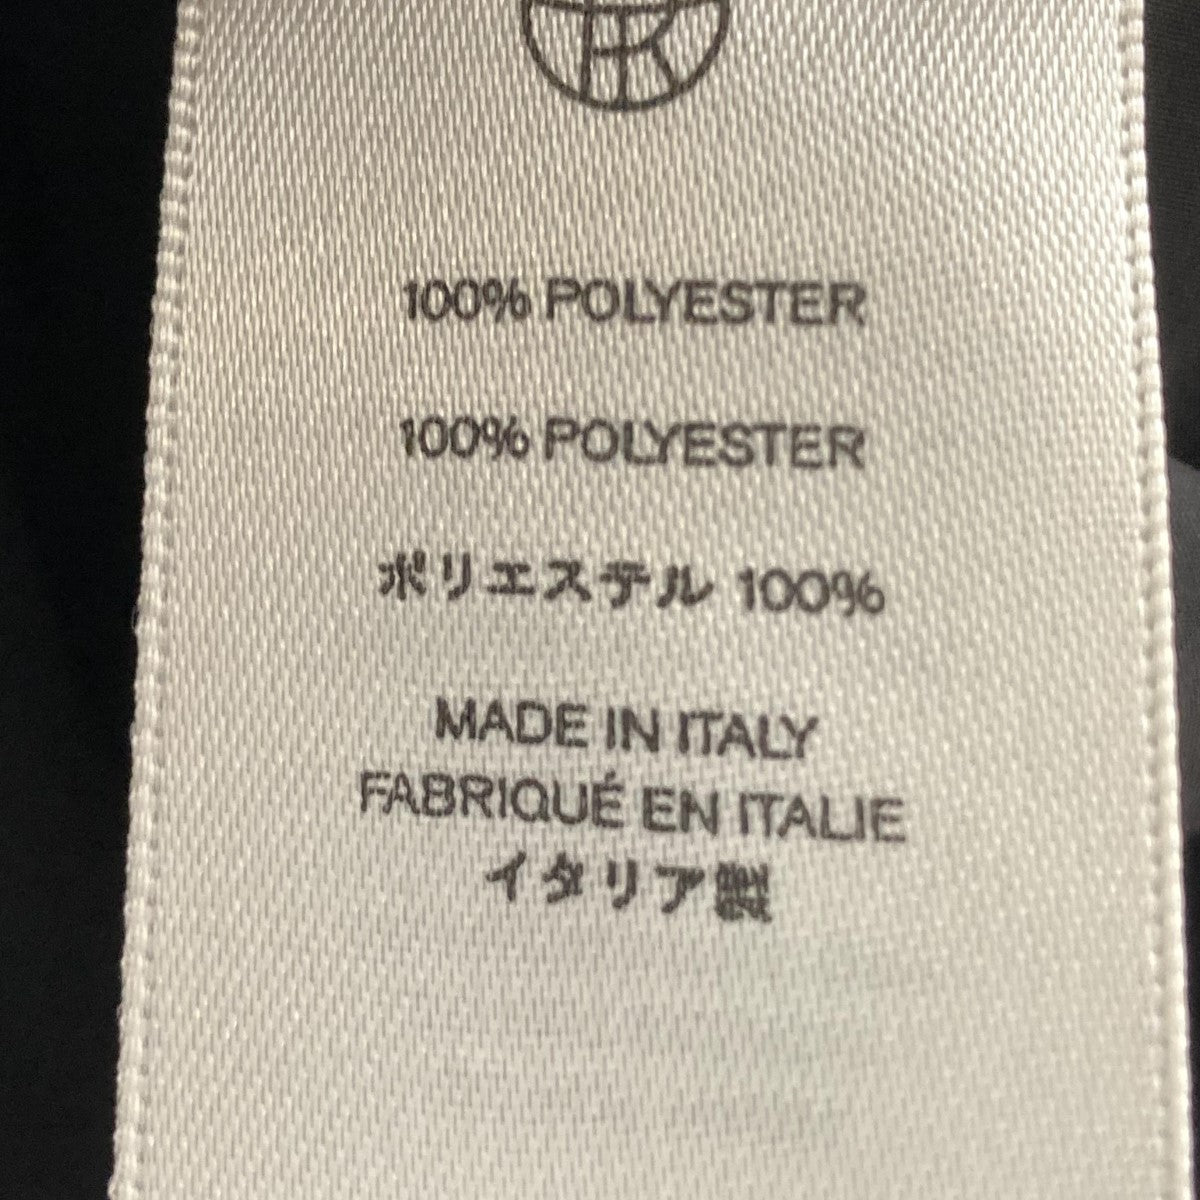 100% POLYESTER
100% POLYESTER
ポリエステル 100%
MADE IN ITALY
FABRIQUÉ EN ITALIE
イタリア製